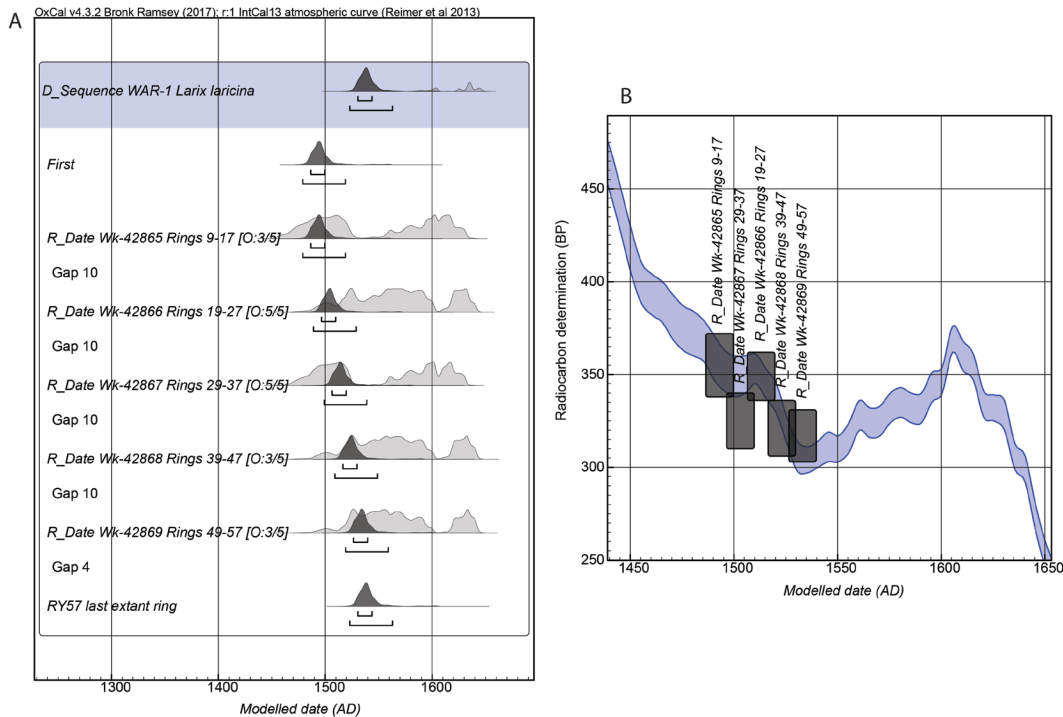 OxCal v4.3.2 Bronk Ramsey (2017); r:1 IntCal13 atmospheric curve (Reimer et al 2013)
A
D_Sequence WAR-1 Larix laricina
First
R_Date Wk-42865 Rings 9-17 [O:3/5]
Gap 10
R_Date Wk-42866 Rings 19-27 [O:5/5]
Gap 10
R_Date Wk-42867 Rings 29-37 [O:5/5]
Gap 10
R_Date Wk-42868 Rings 39-47 [O:3/5]
Gap 10
R_Date Wk-42869 Rings 49-57 [O:3/5]
Gap 4
RY57 last extant ring
1300 1400 1500 1600
Modelled date (AD)
B
R_Date Wk-42865 Rings 9-17
R_Date Wk-42867 Rings 29-37
R_Date Wk-42866 Rings 19-27
R_Date Wk-42868 Rings 39-47
R_Date Wk-42869 Rings 49-57
Radiocarbon determination (BP)
450
400
350
300
250
1450 1500 1550 1600 1650
Modelled date (AD)